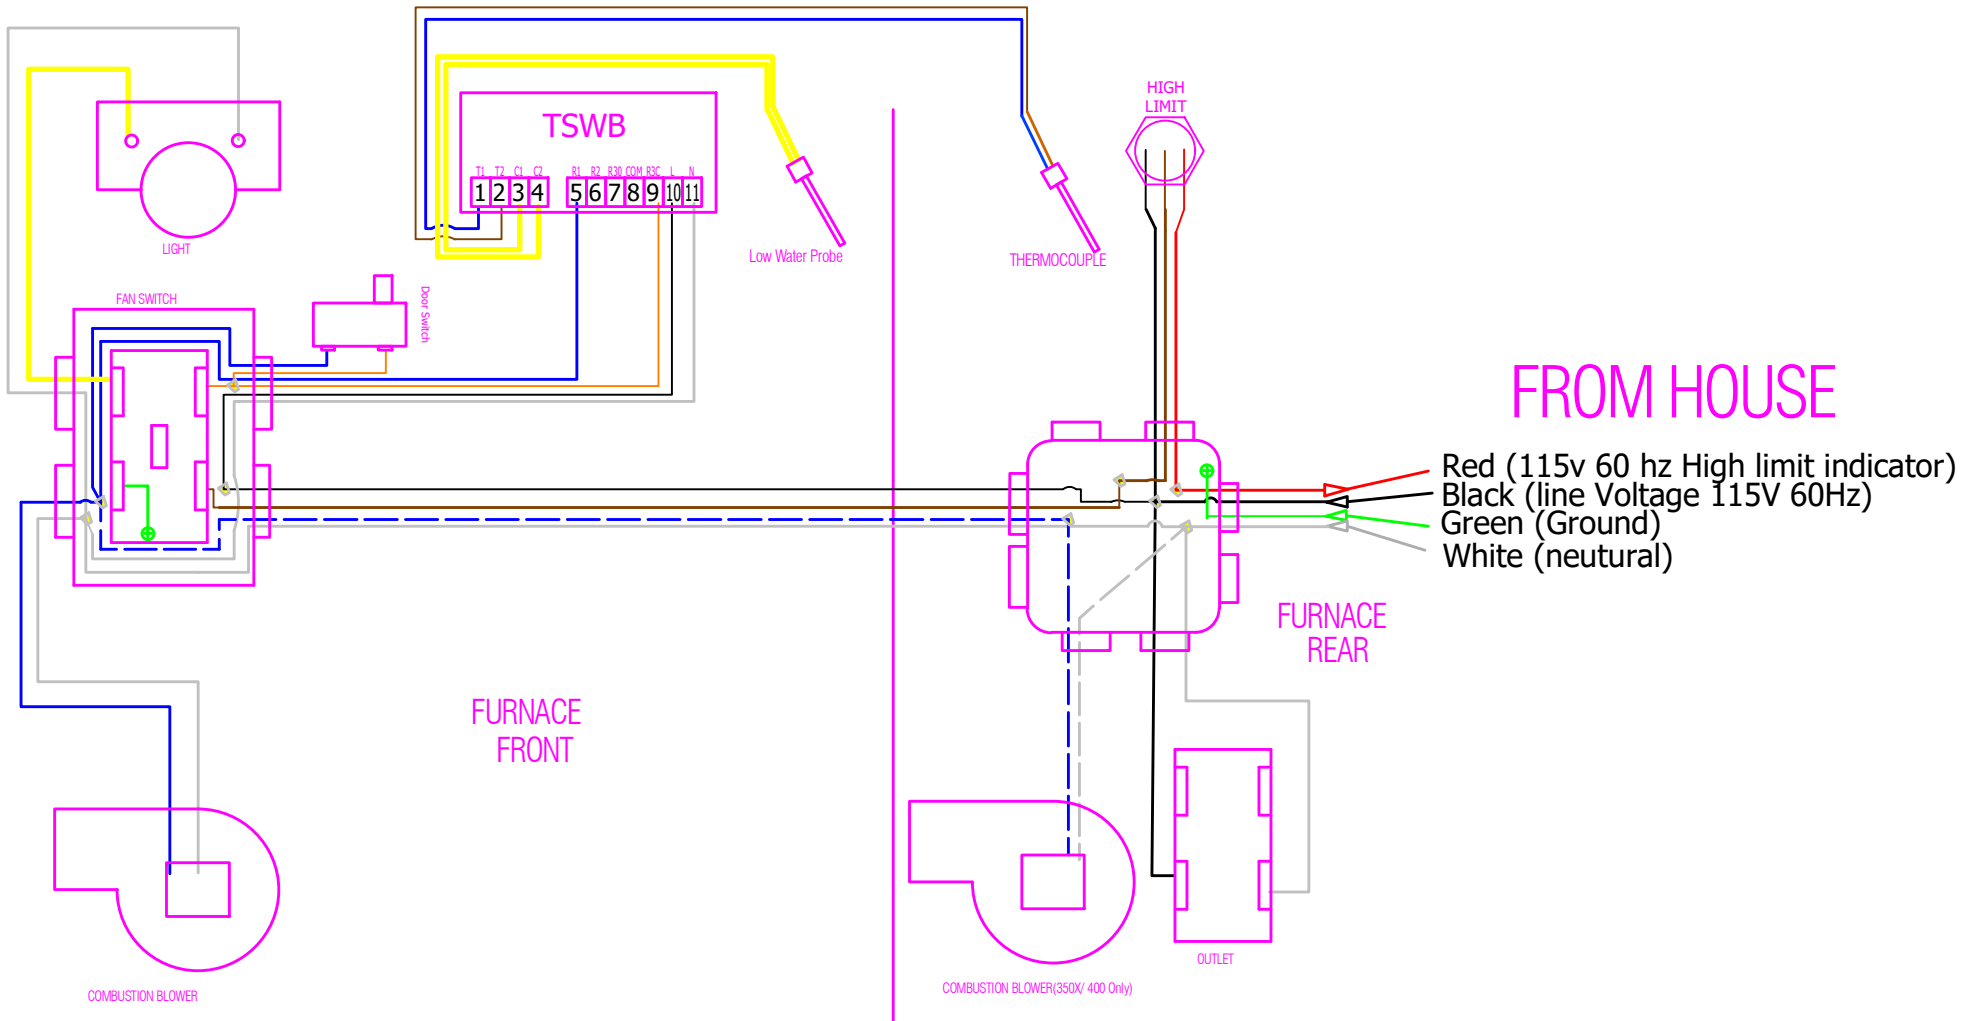 HIGH
LIMIT
TSWB
T1 T2 C1 C2 R1 R2 R30 COM R3C L N
1 2 3 4 5 6 7 8 9 10 11
LIGHT
Low Water Probe
THERMOCOUPLE
FAN SWITCH
Door Switch
FROM HOUSE
Red (115v 60 hz High limit indicator)
Black (line Voltage 115V 60Hz)
Green (Ground)
White (neutural)
FURNACE
REAR
FURNACE
FRONT
OUTLET
COMBUSTION BLOWER
COMBUSTION BLOWER(350X/ 400 Only)